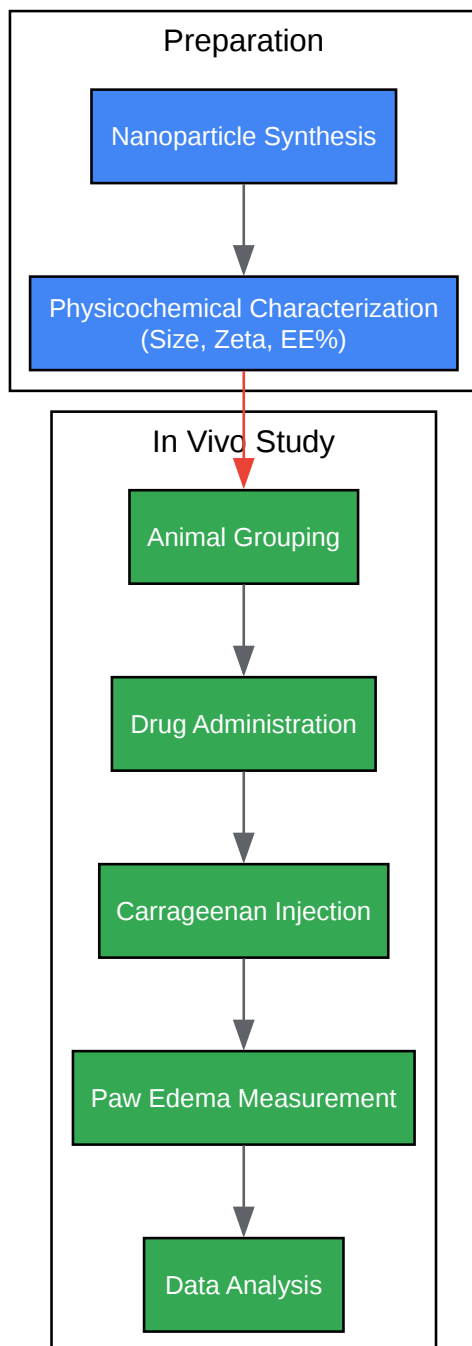 Preparation
Nanoparticle Synthesis
Physicochemical Characterization
(Size, Zeta, EE%)
In Vivo Study
Animal Grouping
Drug Administration
Carrageenan Injection
Paw Edema Measurement
Data Analysis